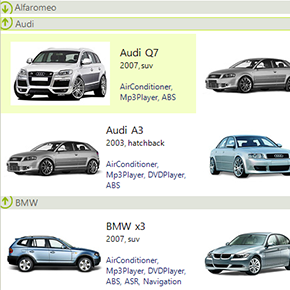 Alfaromeo
Audi
Audi Q7
2007, suv
AirConditioner,
Mp3Player, ABS
Audi A3
2003, hatchback
AirConditioner,
Mp3Player, DVDPlayer,
ABS
BMW
BMW x3
2007, suv
AirConditioner,
Mp3Player, DVDPlayer,
ABS, ASR, Navigation